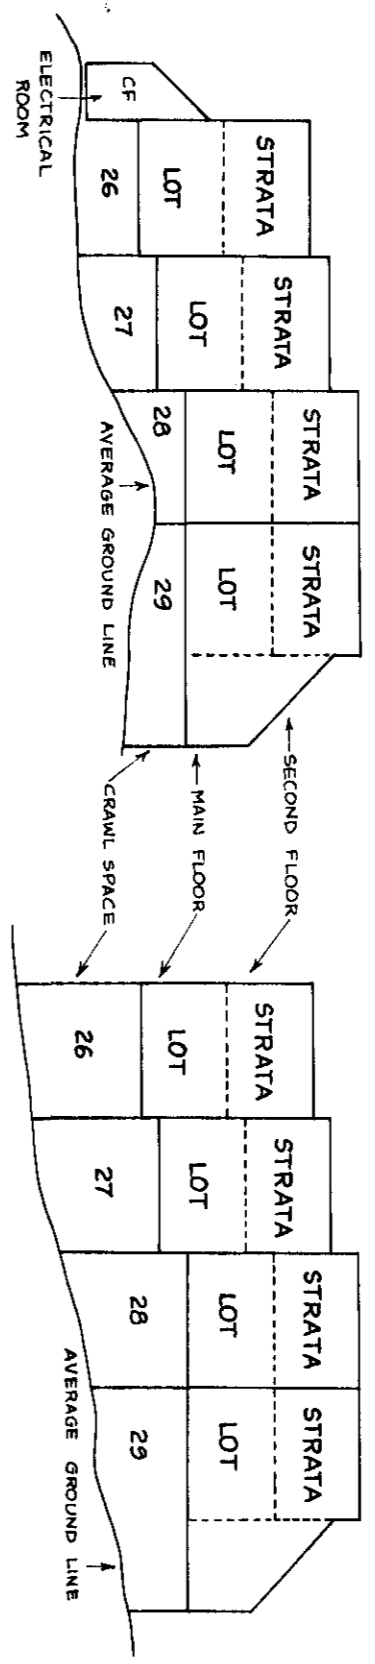 STRATA
STRATA
STRATA
STRATA
LOT
LOT
LOT
LOT
CF
26
27
28
29
ELECTRICAL
ROOM
AVERAGE GROUND LINE
SECOND FLOOR
MAIN FLOOR
CRAWL SPACE
STRATA
STRATA
STRATA
STRATA
LOT
LOT
LOT
LOT
26
27
28
29
AVERAGE GROUND LINE